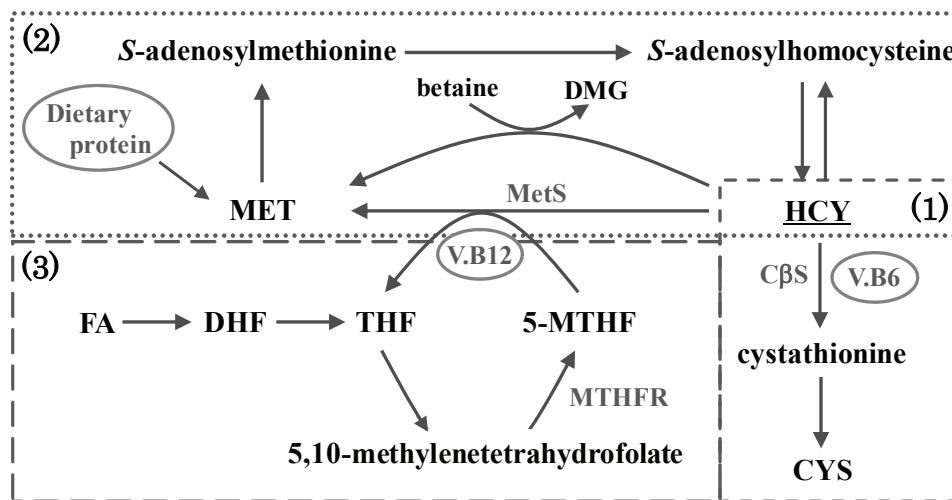 (2)
S-adenosylmethionine
S-adenosylhomocysteine
betaine
DMG
Dietary
protein
MetS
MET
HCY
(1)
(3)
V.B12
CβS
V.B6
FA
DHF
THF
5-MTHF
cystathionine
MTHFR
5,10-methylenetetrahydrofolate
CYS